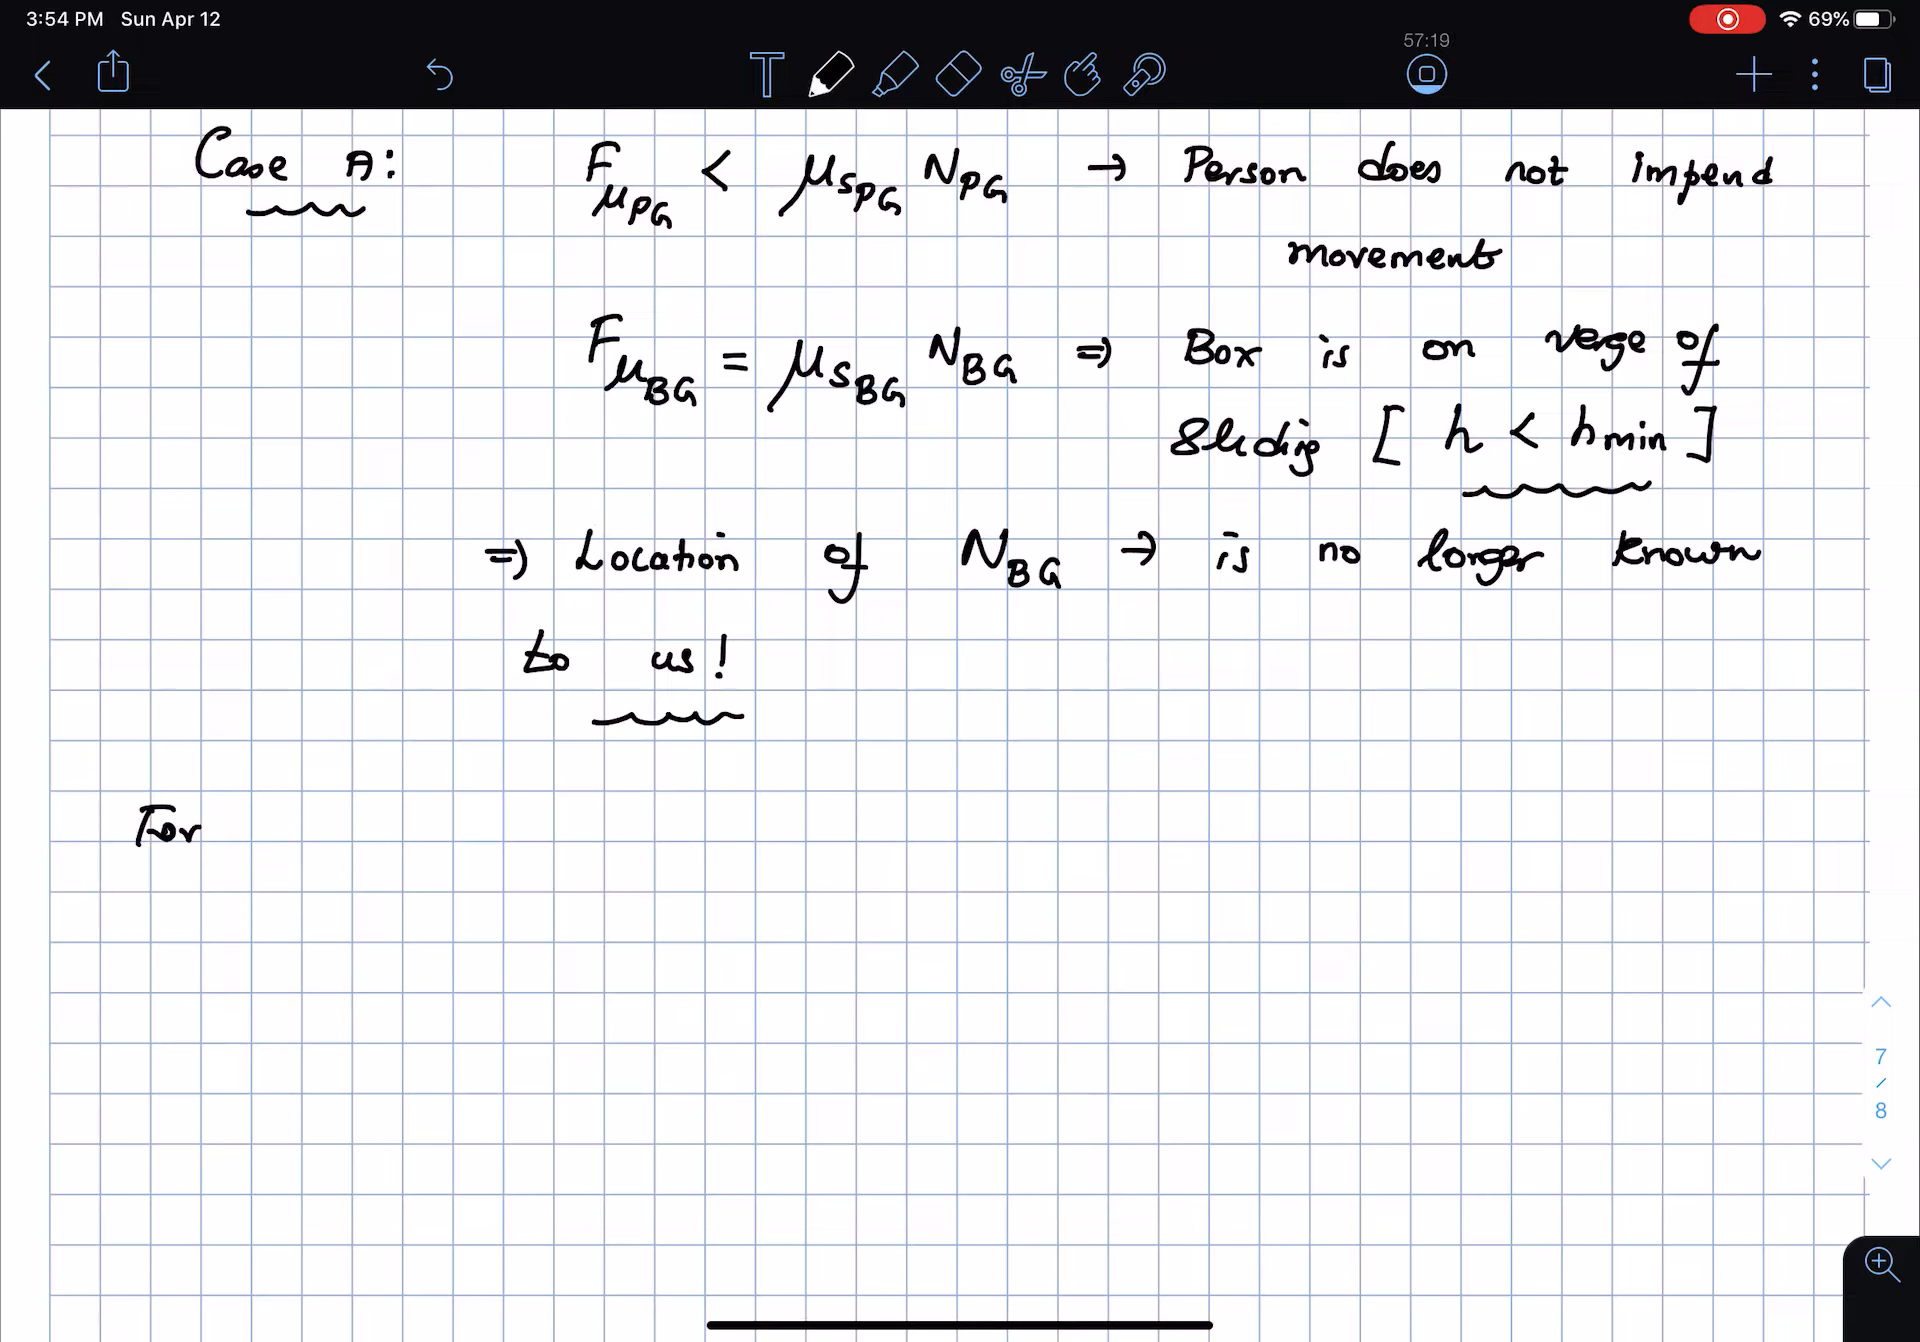 3:54 PM Sun Apr 12 69%
57:19
Case A: F_μPG < μ_SPG N_PG → Person does not impend
movement
F_μBG = μ_SBG N_BG ⇒ Box is on verge of
Sliding [ h < h min ]
⇒ Location of N_BG → is no longer known
to us!
For
7
/
8